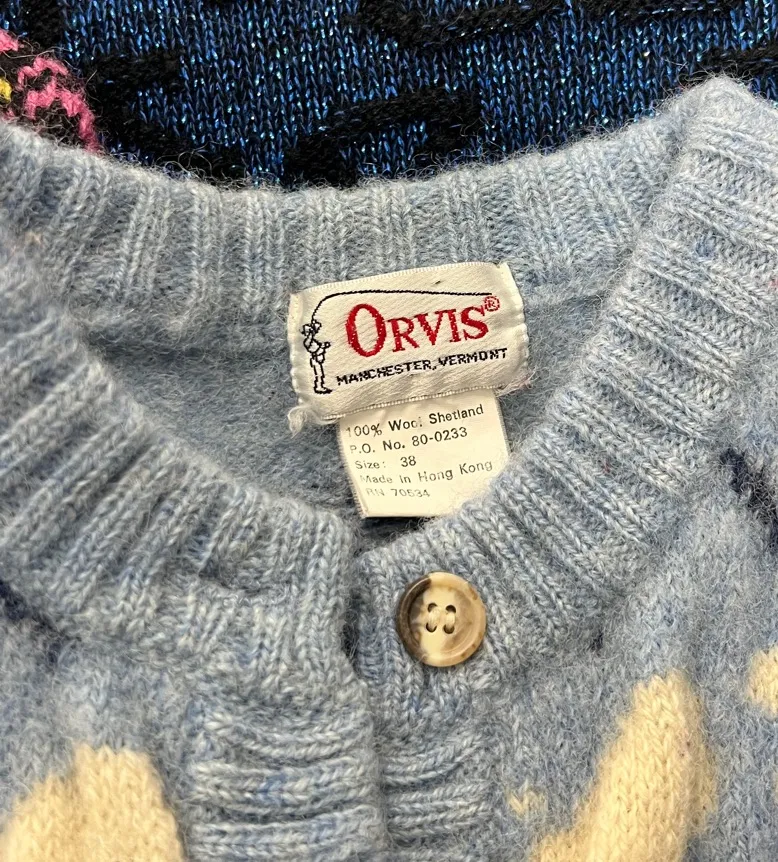 ORVIS®
MANCHESTER, VERMONT
100% Wool Shetland
P.O. No. 80-0233
Size: 38
Made in Hong Kong
RN 70534